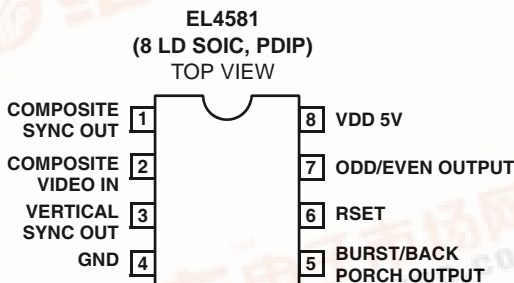 EL4581
(8 LD SOIC, PDIP)
TOP VIEW
COMPOSITE
SYNC OUT
1
8
VDD 5V
COMPOSITE
VIDEO IN
2
7
ODD/EVEN OUTPUT
VERTICAL
SYNC OUT
3
6
RSET
GND
4
5
BURST/BACK
PORCH OUTPUT